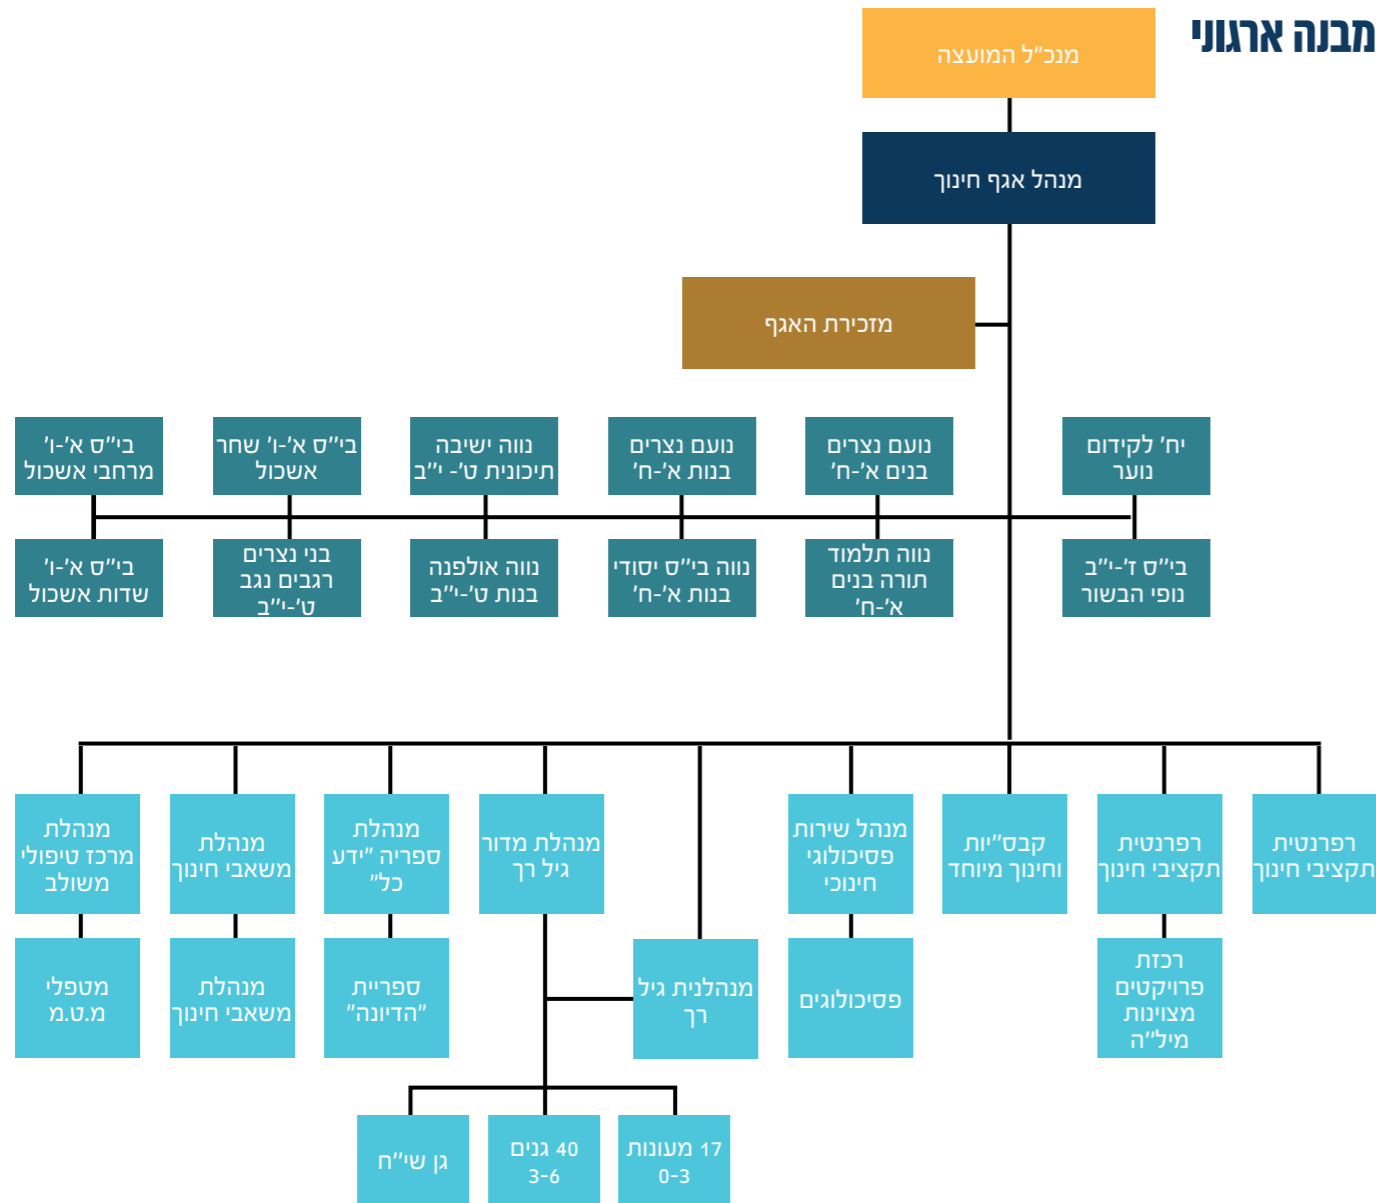 מבנה ארגוני
מנכ"ל המועצה
מנהל אגף חינוך
מזכירת האגף
יח' לקידום
נוער
נועם נצרים
בנים א'-ח'
נועם נצרים
בנות א'-ח'
נווה ישיבה
תיכונית ט'- י"ב
בי"ס א'-ו' שחר
אשכול
בי"ס א'-ו'
מרחבי אשכול
בי"ס ז'-י"ב
נופי הבשור
נווה תלמוד
תורה בנים
א'-ח'
נווה בי"ס יסודי
בנות א'-ח'
נווה אולפנה
בנות ט'-י"ב
בני נצרים
רגבים נגב
ט'-י"ב
בי"ס א'-ו'
שדות אשכול
רפרנטית
תקציבי חינוך
רפרנטית
תקציבי חינוך
קבס"יות
וחינוך מיוחד
מנהל שירות
פסיכולוגי
חינוכי
מנהלת מדור
גיל רך
מנהלת
ספריה "ידע
כל"
מנהלת
משאבי חינוך
מנהלת
מרכז טיפולי
משולב
רכזת
פרויקטים
מצוינות
מיל"ה
פסיכולוגים
מנהלנית גיל
רך
ספריית
"הדיונה"
מנהלת
משאבי חינוך
מטפלי
מ.ט.מ
17 מעונות
0-3
40 גנים
3-6
גן שי"ח